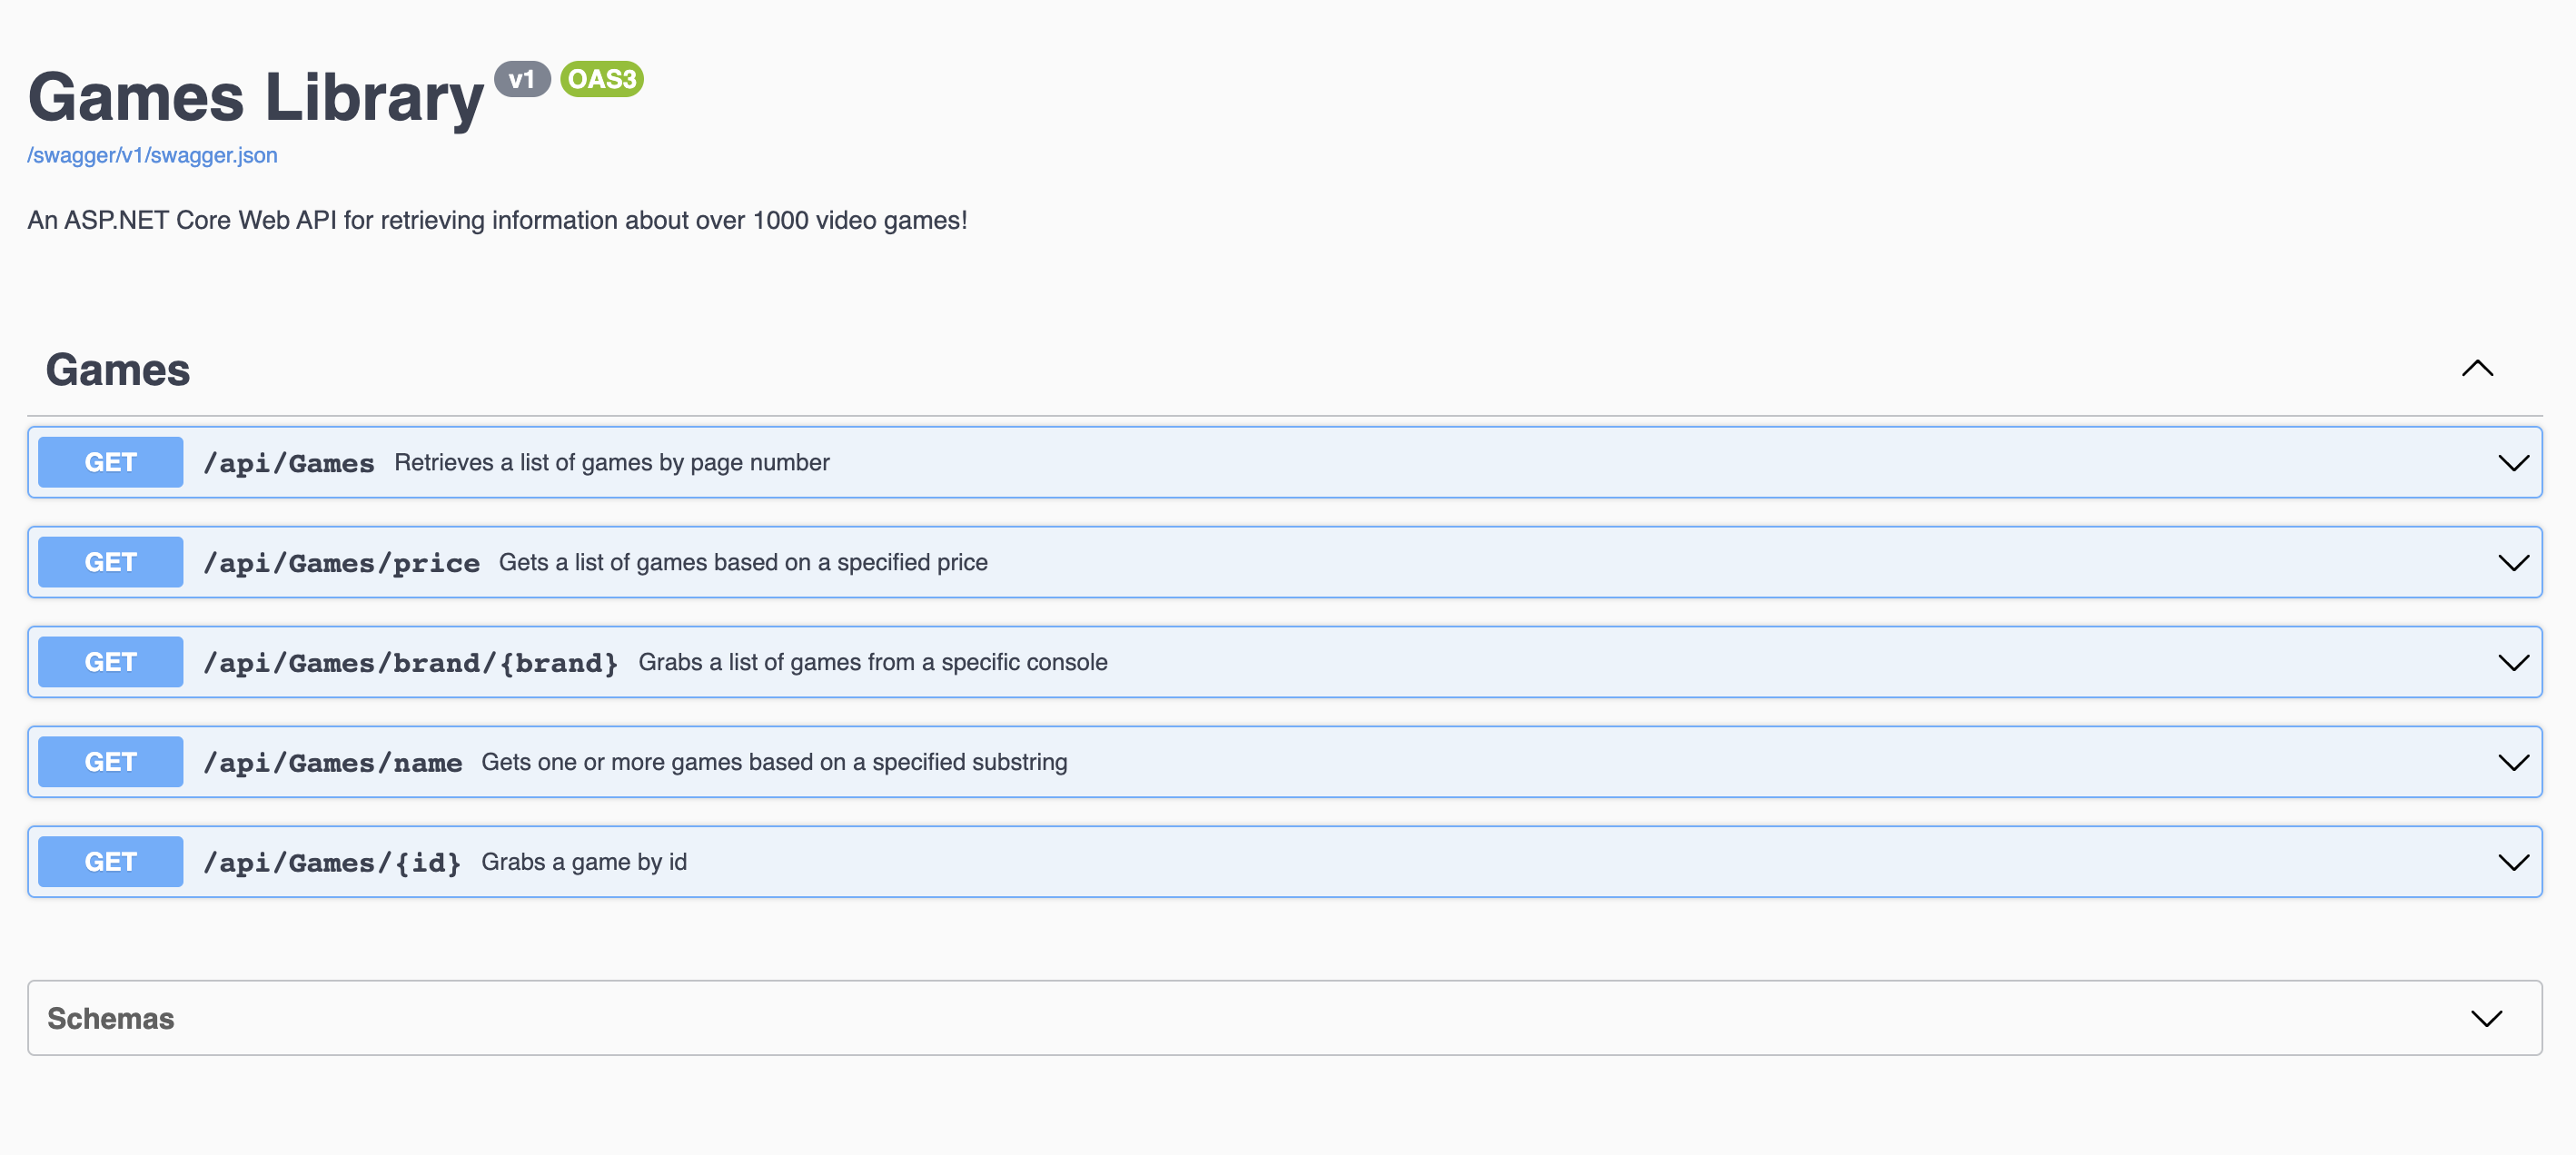 Games Library v1 OAS3
/swagger/v1/swagger.json
An ASP.NET Core Web API for retrieving information about over 1000 video games!
Games
GET /api/Games Retrieves a list of games by page number
GET /api/Games/price Gets a list of games based on a specified price
GET /api/Games/brand/{brand} Grabs a list of games from a specific console
GET /api/Games/name Gets one or more games based on a specified substring
GET /api/Games/{id} Grabs a game by id
Schemas